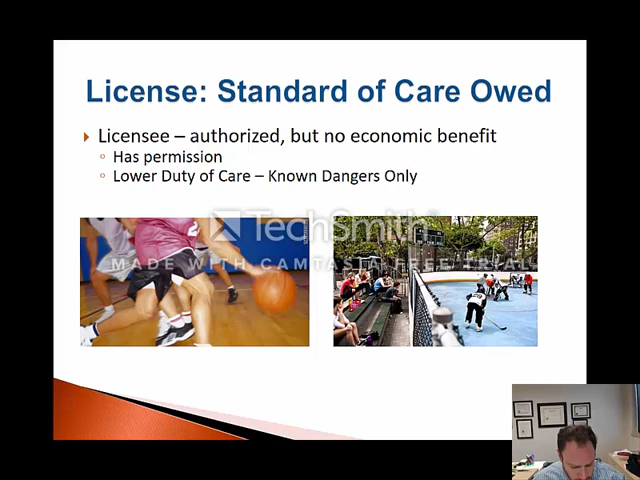 License: Standard of Care Owed
Licensee – authorized, but no economic benefit
Has permission
Lower Duty of Care – Known Dangers Only
TechSmith
MADE WITH CAMTASIA FREE TRIAL